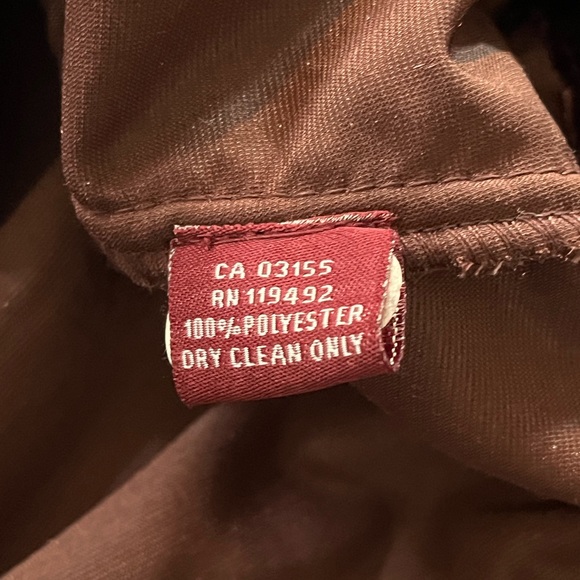 CA 03155
RN 119492
100%POLYESTER
DRY CLEAN ONLY